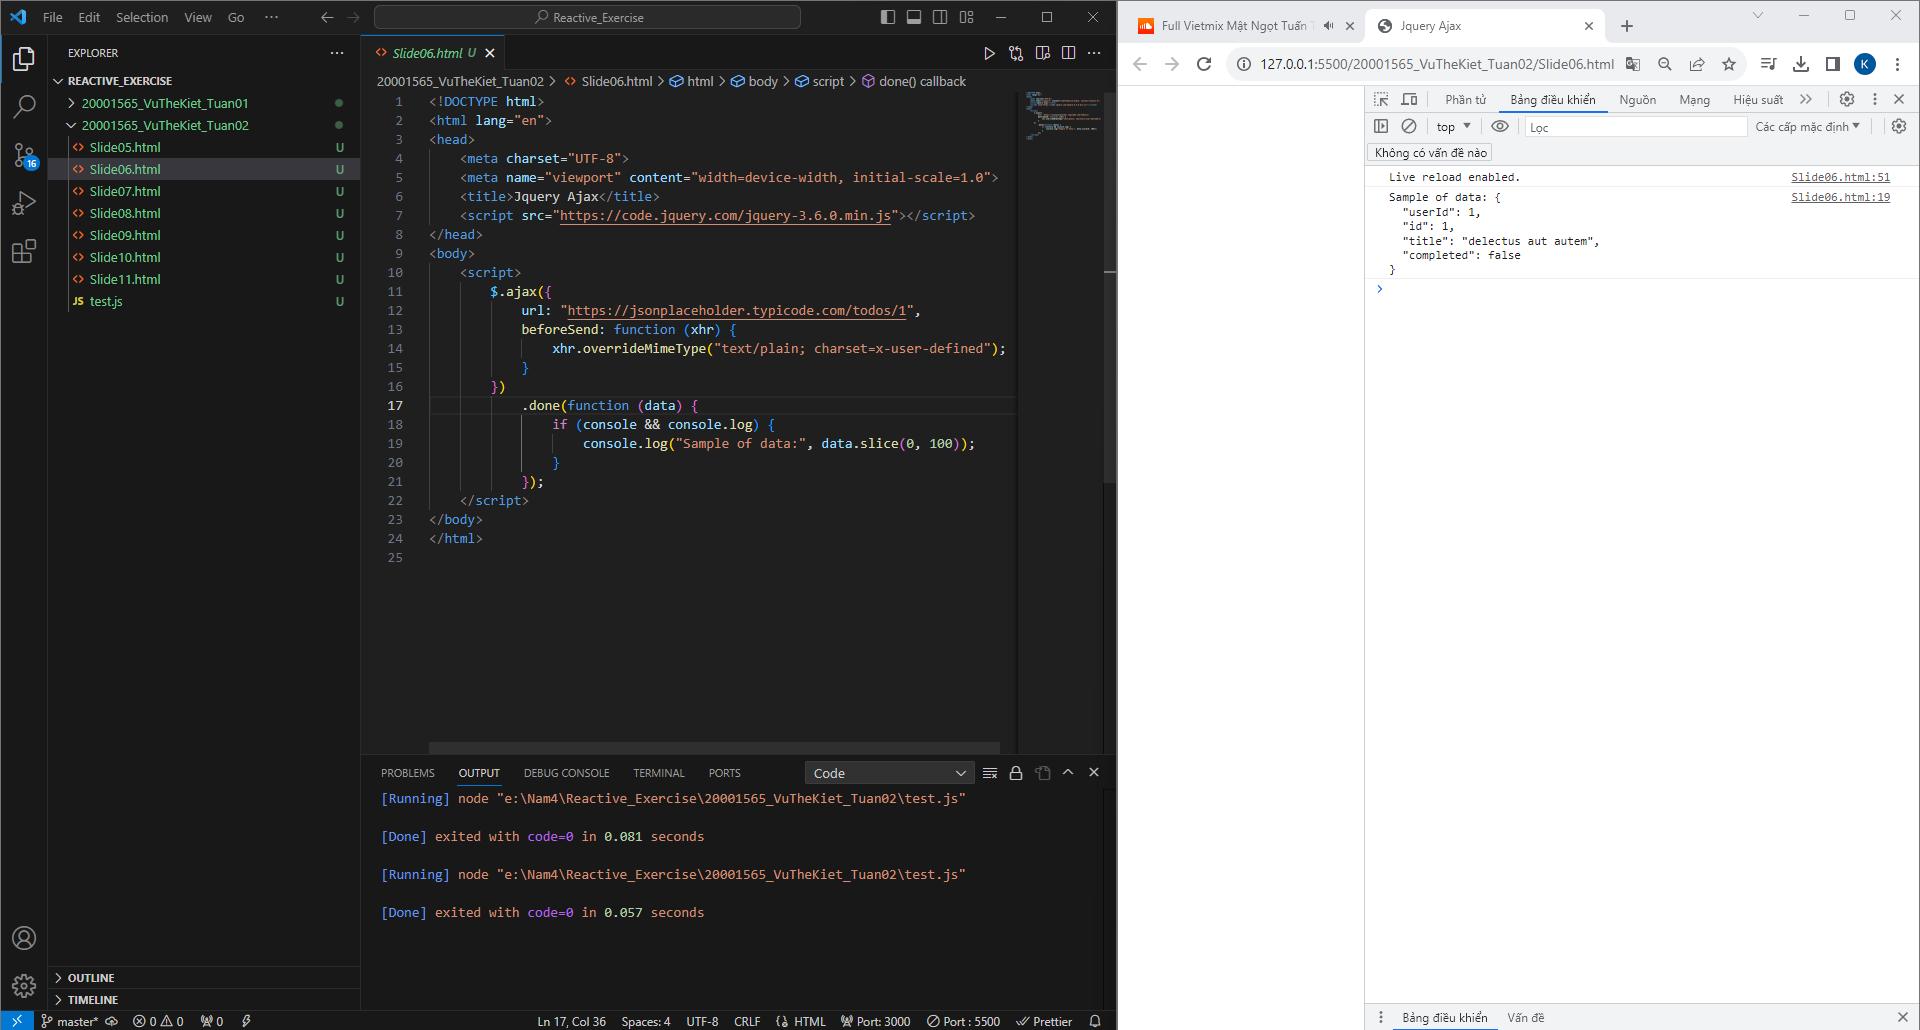 File Edit Selection View Go ··· Reactive_Exercise
EXPLORER ···
REACTIVE_EXERCISE
20001565_VuTheKiet_Tuan01
20001565_VuTheKiet_Tuan02
Slide05.html U
Slide06.html U
Slide07.html U
Slide08.html U
Slide09.html U
Slide10.html U
Slide11.html U
JS test.js U
16
OUTLINE
TIMELINE
Slide06.html U
20001565_VuTheKiet_Tuan02 > Slide06.html > html > body > script > done() callback
1 <!DOCTYPE html>
2 <html lang="en">
3 <head>
4 <meta charset="UTF-8">
5 <meta name="viewport" content="width=device-width, initial-scale=1.0">
6 <title>Jquery Ajax</title>
7 <script src="https://code.jquery.com/jquery-3.6.0.min.js"></script>
8 </head>
9 <body>
10 <script>
11 $.ajax({
12 url: "https://jsonplaceholder.typicode.com/todos/1",
13 beforeSend: function (xhr) {
14 xhr.overrideMimeType("text/plain; charset=x-user-defined");
15 }
16 })
17 .done(function (data) {
18 if (console && console.log) {
19 console.log("Sample of data:", data.slice(0, 100));
20 }
21 });
22 </script>
23 </body>
24 </html>
25
PROBLEMS OUTPUT DEBUG CONSOLE TERMINAL PORTS Code
[Running] node "e:\Nam4\Reactive_Exercise\20001565_VuTheKiet_Tuan02\test.js"
[Done] exited with code=0 in 0.081 seconds
[Running] node "e:\Nam4\Reactive_Exercise\20001565_VuTheKiet_Tuan02\test.js"
[Done] exited with code=0 in 0.057 seconds
master* 0 0 0 Ln 17, Col 36 Spaces: 4 UTF-8 CRLF HTML Port: 3000 Port : 5500 Prettier
Full Vietmix Mật Ngọt Tuấn Jquery Ajax
127.0.0.1:5500/20001565_VuTheKiet_Tuan02/Slide06.html K
Phần tử Bảng điều khiển Nguồn Mạng Hiệu suất
top Lọc Các cấp mặc định
Không có vấn đề nào
Live reload enabled. Slide06.html:51
Sample of data: { Slide06.html:19
"userId": 1,
"id": 1,
"title": "delectus aut autem",
"completed": false
}
Bảng điều khiển Vấn đề